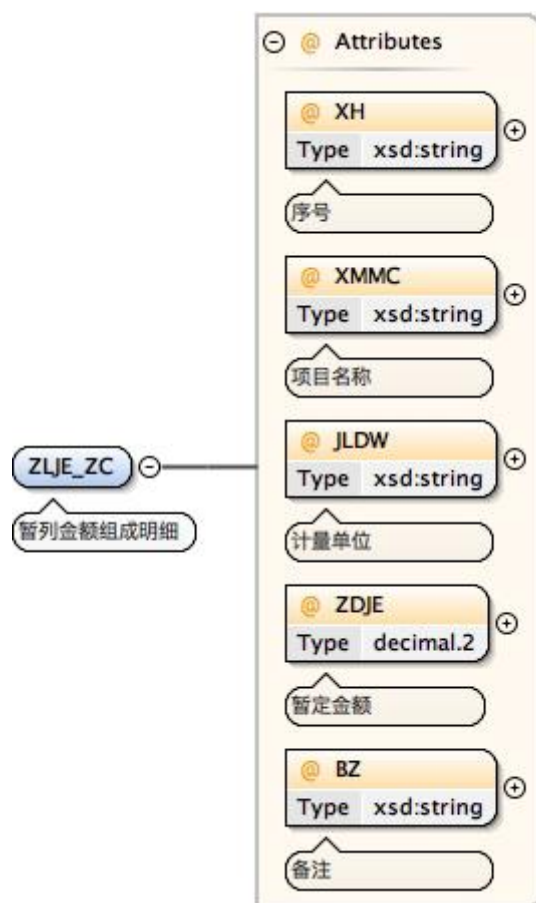 @ Attributes
@ XH
Type xsd:string
序号
@ XMMC
Type xsd:string
项目名称
@ JLDW
Type xsd:string
计量单位
ZLJE_ZC
暂列金额组成明细
@ ZDJE
Type decimal.2
暂定金额
@ BZ
Type xsd:string
备注